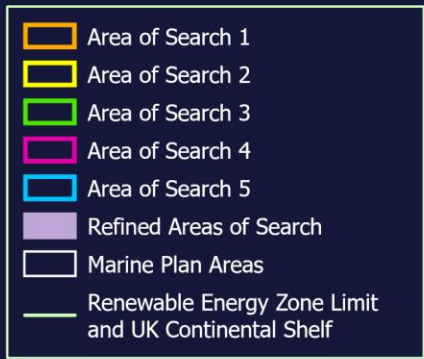 Area of Search 1
Area of Search 2
Area of Search 3
Area of Search 4
Area of Search 5
Refined Areas of Search
Marine Plan Areas
Renewable Energy Zone Limit
and UK Continental Shelf